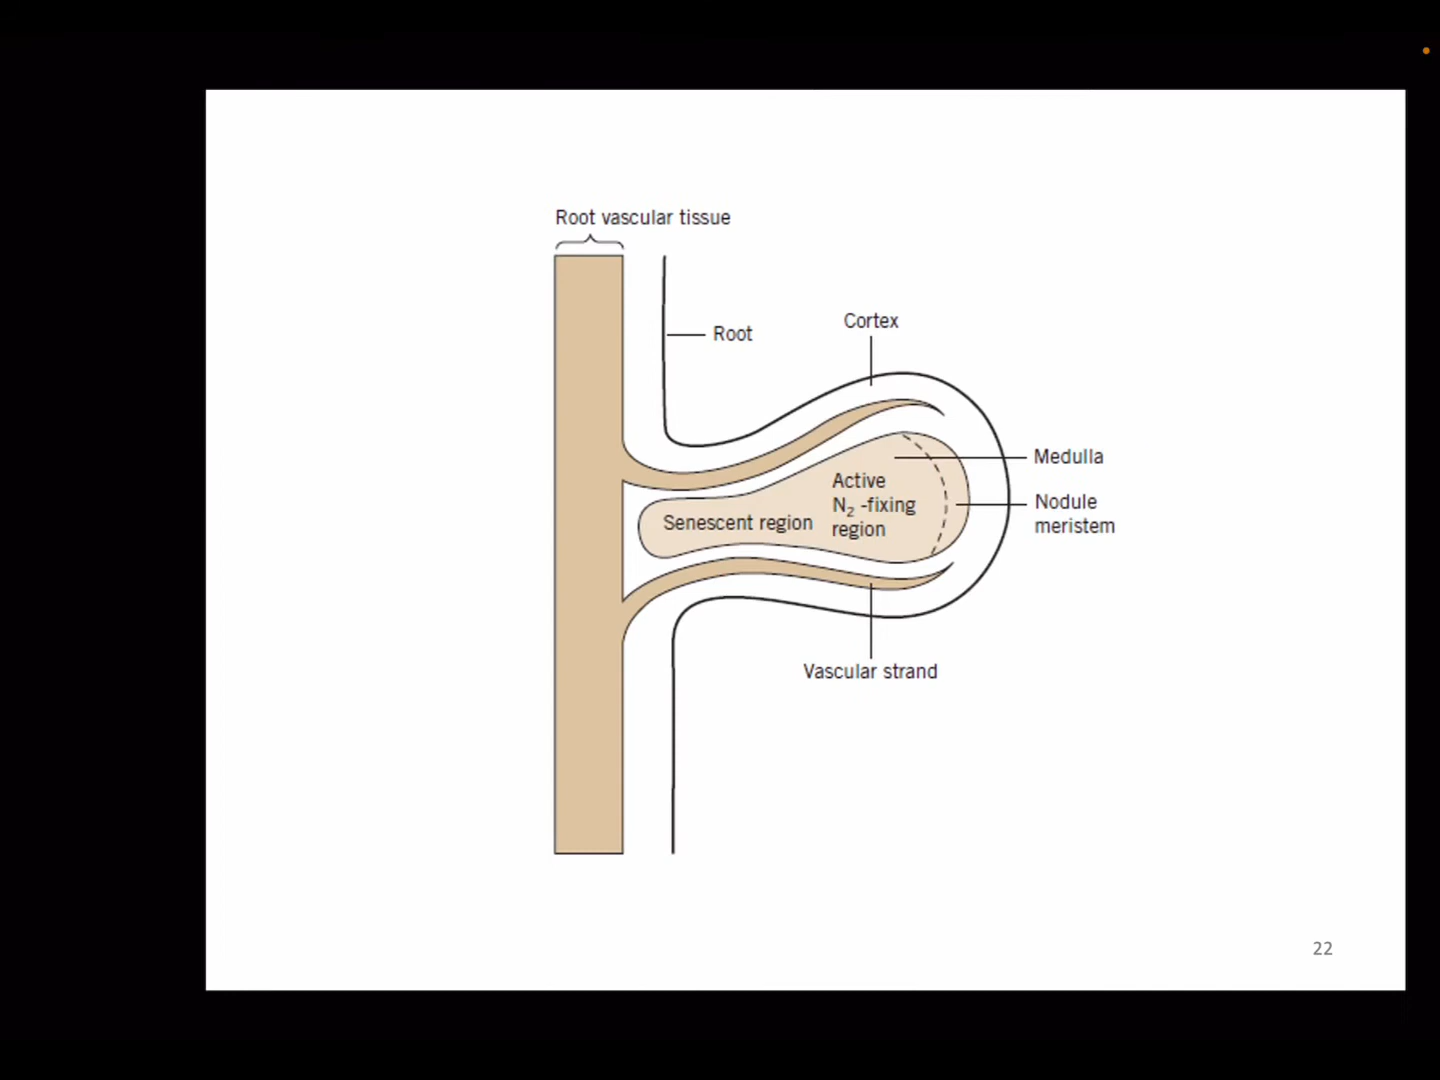 Root vascular tissue
Cortex
Root
Medulla
Active
N₂ -fixing
region
Senescent region
Nodule
meristem
Vascular strand
22